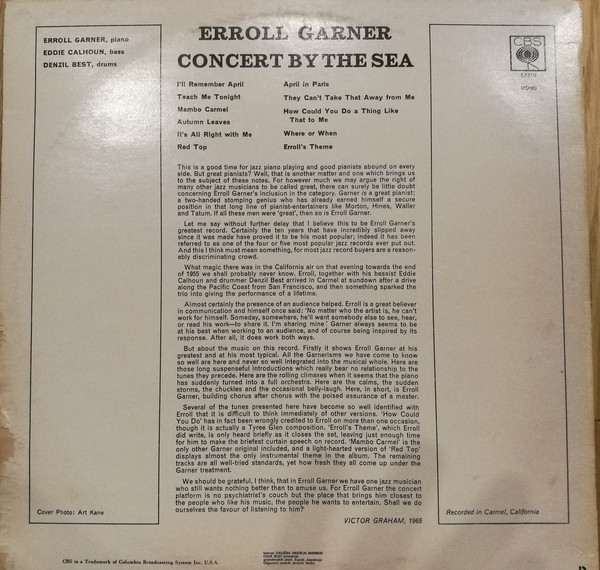 ERROLL GARNER
CONCERT BY THE SEA
ERROLL GARNER, piano
EDDIE CALHOUN, bass
DENZIL BEST, drums
I'll Remember April
Teach Me Tonight
Mambo Carmel
Autumn Leaves
It's All Right with Me
Red Top
April in Paris
They Can't Take That Away from Me
How Could You Do a Thing Like
That to Me
Where or When
Erroll's Theme
CBS
This is a good time for jazz piano playing and good pianists abound on every
side. But great pianists? Well, that is another matter and one which brings us
to the subject of these notes. For however much we may argue the right of
many other jazz musicians to be called great, there can surely be little doubt
concerning Erroll Garner's inclusion in the category. Garner is a great pianist;
a two-handed stomping genius who has already earned himself a secure
position in that long line of pianist-entertainers like Morton, Hines, Waller
and Tatum. If all these men were 'great', then so is Erroll Garner.
Let me say without further delay that I believe this to be Erroll Garner's
greatest record. Certainly the ten years that have incredibly slipped away
since it was made have proved it to be his most popular; indeed it has been
referred to as one of the four or five most popular jazz records ever put out.
And this I think must mean something, for most jazz record buyers are a reason-
ably discriminating crowd.
What magic there was in the California air on that evening towards the end
of 1955 we shall probably never know. Erroll, together with his bassist Eddie
Calhoun and drummer Denzil Best arrived in Carmel at sundown after a drive
along the Pacific Coast from San Francisco, and then something sparked the
trio into giving the performance of a lifetime.
Almost certainly the presence of an audience helped. Erroll is a great believer
in communication and himself once said: 'No matter who the artist is, he can't
work for himself. Someday, somewhere, he'll want somebody else to see, hear,
or read his work—to share it. I'm sharing mine.' Garner always seems to be
at his best when working to an audience, and of course being inspired by its
response. After all, it does work both ways.
But about the music on this record. Firstly it shows Erroll Garner at his
greatest and at his most typical. All the Garnerisms we have come to know
so well are here and never so well integrated into the musical whole. Here are
those long suspenseful introductions which really bear no relationship to the
tunes they precede. Here are the rolling climaxes when it seems that the piano
has suddenly turned into a full orchestra. Here are the calms, the sudden
storms, the chuckles and the occasional belly-laugh. Here, in short, is Erroll
Garner, building chorus after chorus with the poised assurance of a master.
Several of the tunes presented here have become so well identified with
Erroll that it is difficult to think immediately of other versions. 'How Could
You Do' has in fact been wrongly credited to Erroll on more than one occasion,
though it is actually a Tyree Glen composition. 'Erroll's Theme', which Erroll
did write, is only heard briefly as it closes the set, leaving just enough time
for him to make the briefest curtain speech on record. 'Mambo Carmel' is the
only other Garner original included, and a light-hearted version of 'Red Top'
displays almost the only instrumental theme in the album. The remaining
tracks are all well-tried standards, yet how fresh they all come up under the
Garner treatment.
We should be grateful, I think, that in Erroll Garner we have one jazz musician
who still wants nothing better than to amuse us. For Erroll Garner the concert
platform is no psychiatrist's couch but the place that brings him closest to
the people who like his music, the people he wants to entertain. Shall we do
ourselves the favour of listening to him?
VICTOR GRAHAM, 1965
Cover Photo: Art Kane
Recorded in Carmel, California
CBS is a Trademark of Columbia Broadcasting System Inc. U.S.A.